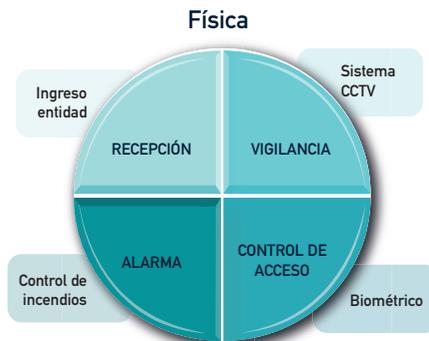 Física
Ingreso
entidad
Sistema
CCTV
RECEPCIÓN
VIGILANCIA
ALARMA
CONTROL DE
ACCESO
Control de
incendios
Biométrico